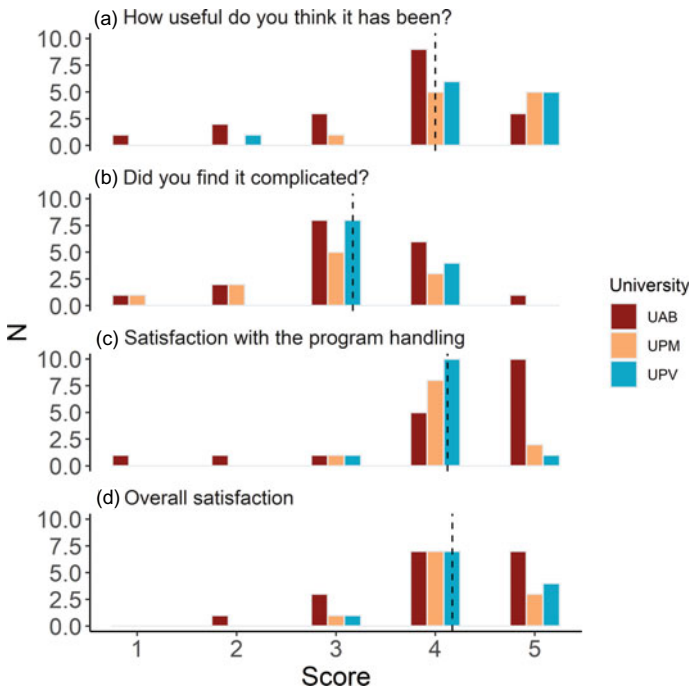 (a) How useful do you think it has been?
10.0
7.5
5.0
2.5
0.0
(b) Did you find it complicated?
10.0
7.5
5.0
2.5
0.0
(c) Satisfaction with the program handling
10.0
7.5
5.0
2.5
0.0
(d) Overall satisfaction
10.0
7.5
5.0
2.5
0.0
N
1 2 3 4 5
Score
University
UAB
UPM
UPV